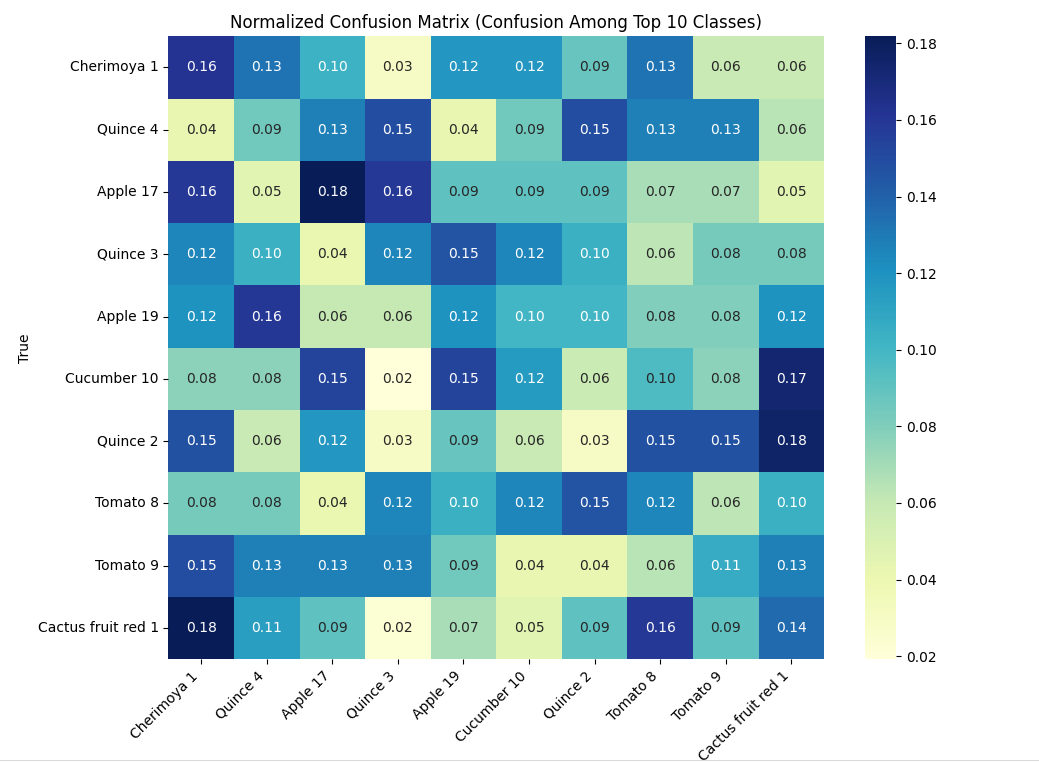 Normalized Confusion Matrix (Confusion Among Top 10 Classes)
Cherimoya 1 0.16 0.13 0.10 0.03 0.12 0.12 0.09 0.13 0.06 0.06
Quince 4 0.04 0.09 0.13 0.15 0.04 0.09 0.15 0.13 0.13 0.06
Apple 17 0.16 0.05 0.18 0.16 0.09 0.09 0.09 0.07 0.07 0.05
Quince 3 0.12 0.10 0.04 0.12 0.15 0.12 0.10 0.06 0.08 0.08
Apple 19 0.12 0.16 0.06 0.06 0.12 0.10 0.10 0.08 0.08 0.12
Cucumber 10 0.08 0.08 0.15 0.02 0.15 0.12 0.06 0.10 0.08 0.17
Quince 2 0.15 0.06 0.12 0.03 0.09 0.06 0.03 0.15 0.15 0.18
Tomato 8 0.08 0.08 0.04 0.12 0.10 0.12 0.15 0.12 0.06 0.10
Tomato 9 0.15 0.13 0.13 0.13 0.09 0.04 0.04 0.06 0.11 0.13
Cactus fruit red 1 0.18 0.11 0.09 0.02 0.07 0.05 0.09 0.16 0.09 0.14
True
Cherimoya 1
Quince 4
Apple 17
Quince 3
Apple 19
Cucumber 10
Quince 2
Tomato 8
Tomato 9
Cactus fruit red 1
0.18
0.16
0.14
0.12
0.10
0.08
0.06
0.04
0.02